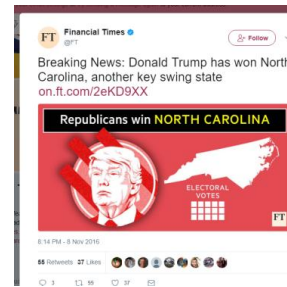 FT
Financial Times
@FT
Follow
Breaking News: Donald Trump has won North
Carolina, another key swing state
on.ft.com/2eKD9XX
Republicans win NORTH CAROLINA
ELECTORAL
VOTES
FT
8:14 PM - 8 Nov 2016
55 Retweets 37 Likes
3 55 37